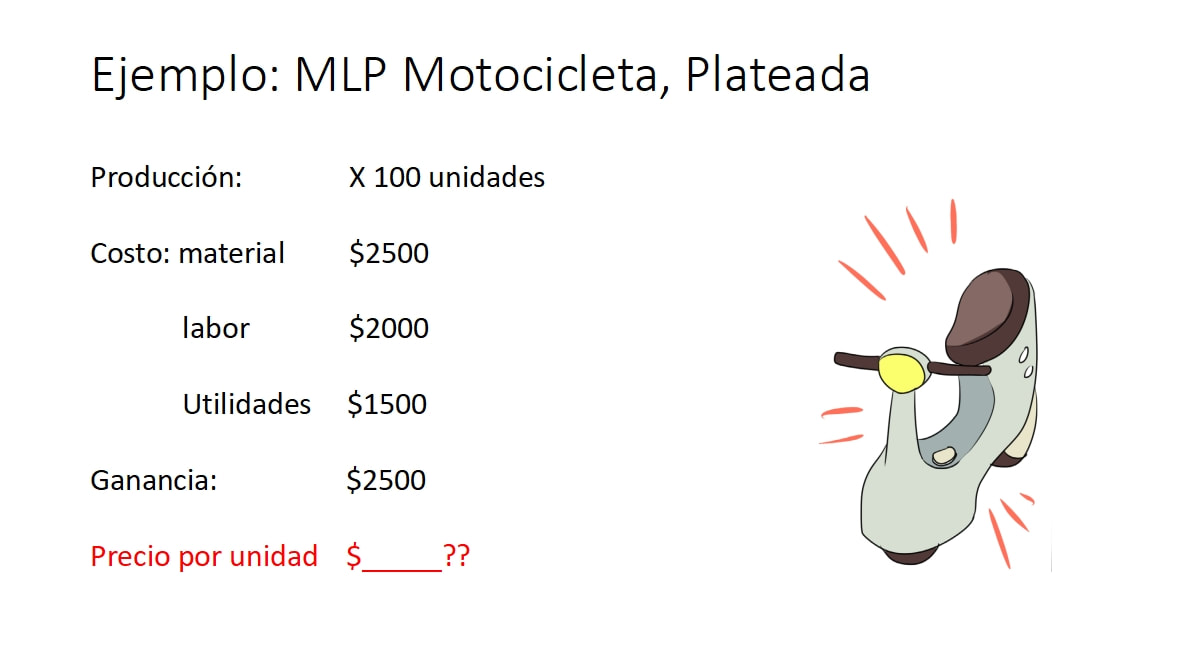 Ejemplo: MLP Motocicleta, Plateada
Producción: X 100 unidades
Costo: material $2500
labor $2000
Utilidades $1500
Ganancia: $2500
Precio por unidad $_____??